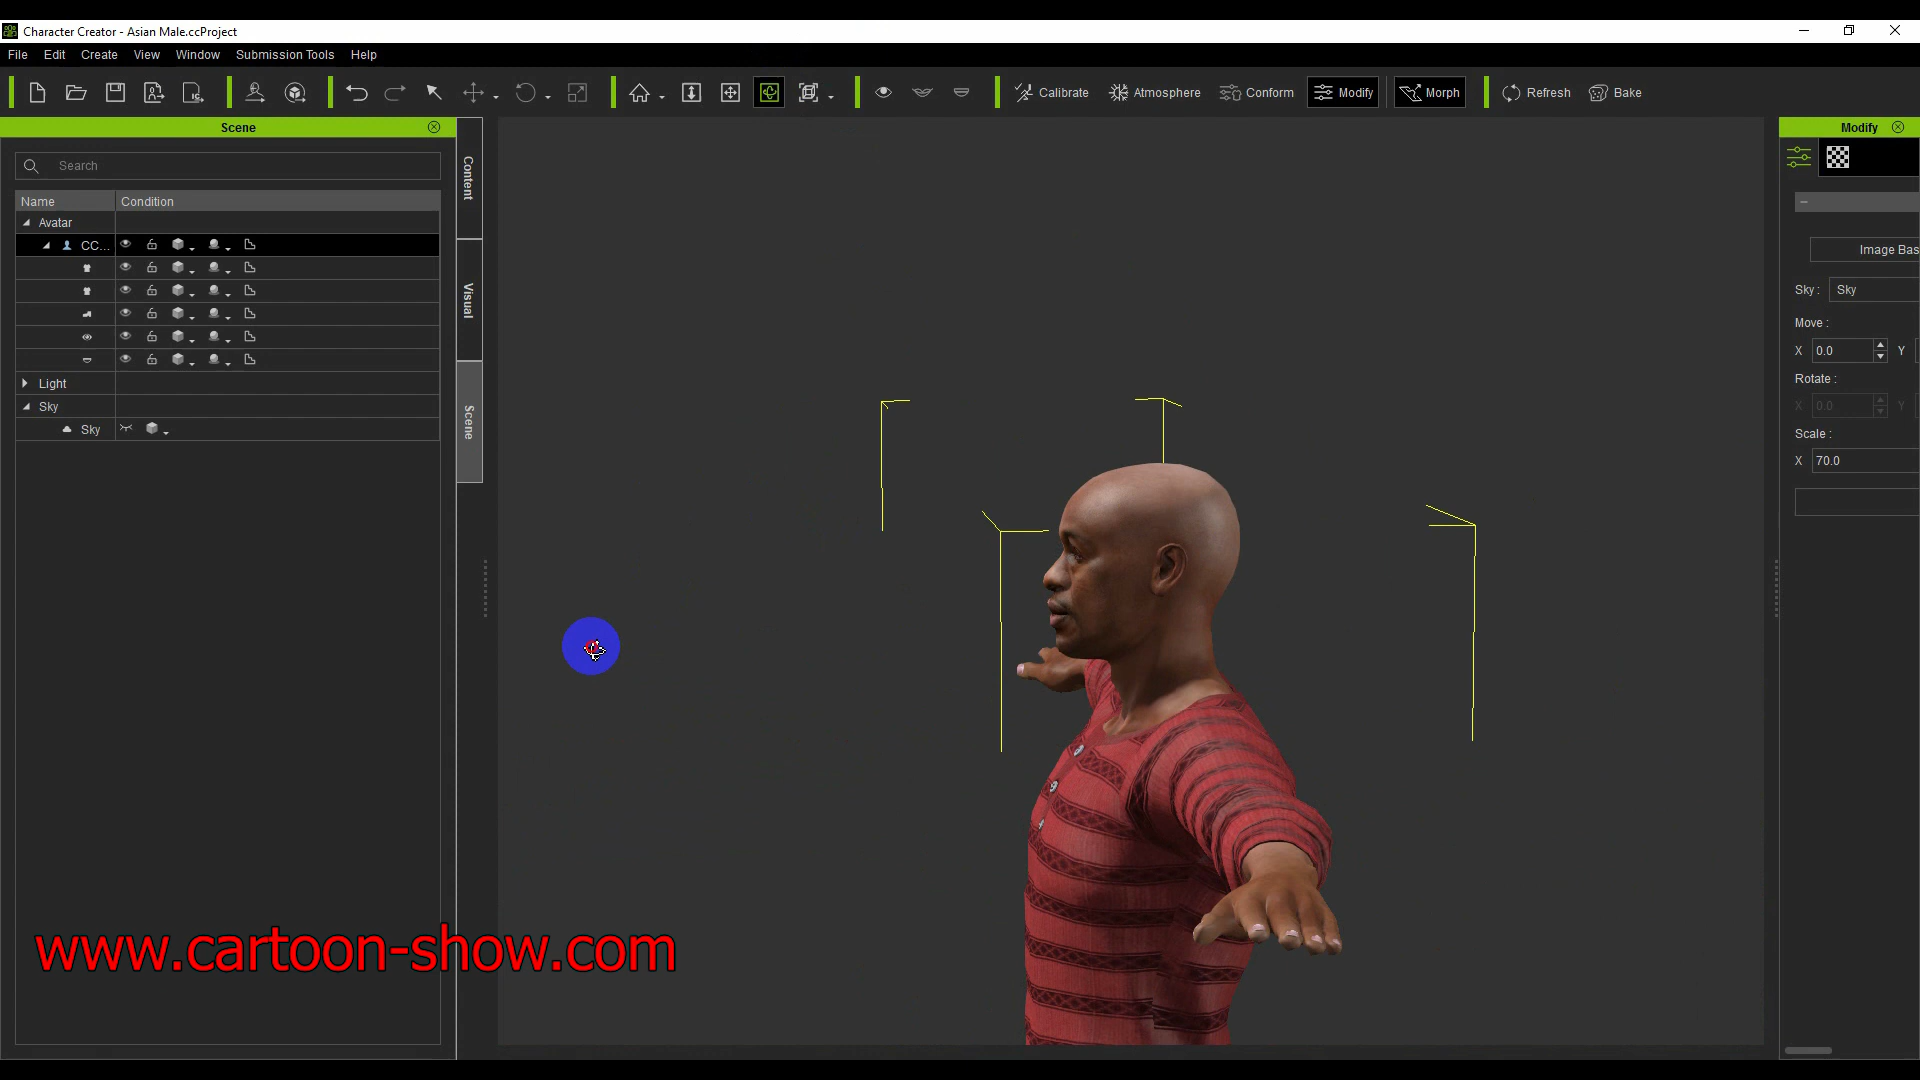 Character Creator - Asian Male.ccProject
File Edit Create View Window Submission Tools Help
Calibrate Atmosphere Conform Modify Morph Refresh Bake
Scene
Search
Name Condition
Avatar
CC...
Light
Sky
Sky
Content
Visual
Scene
Modify
Image Bas
Sky : Sky
Move :
X 0.0 Y
Rotate :
X 0.0 Y
Scale :
X 70.0
www.cartoon-show.com